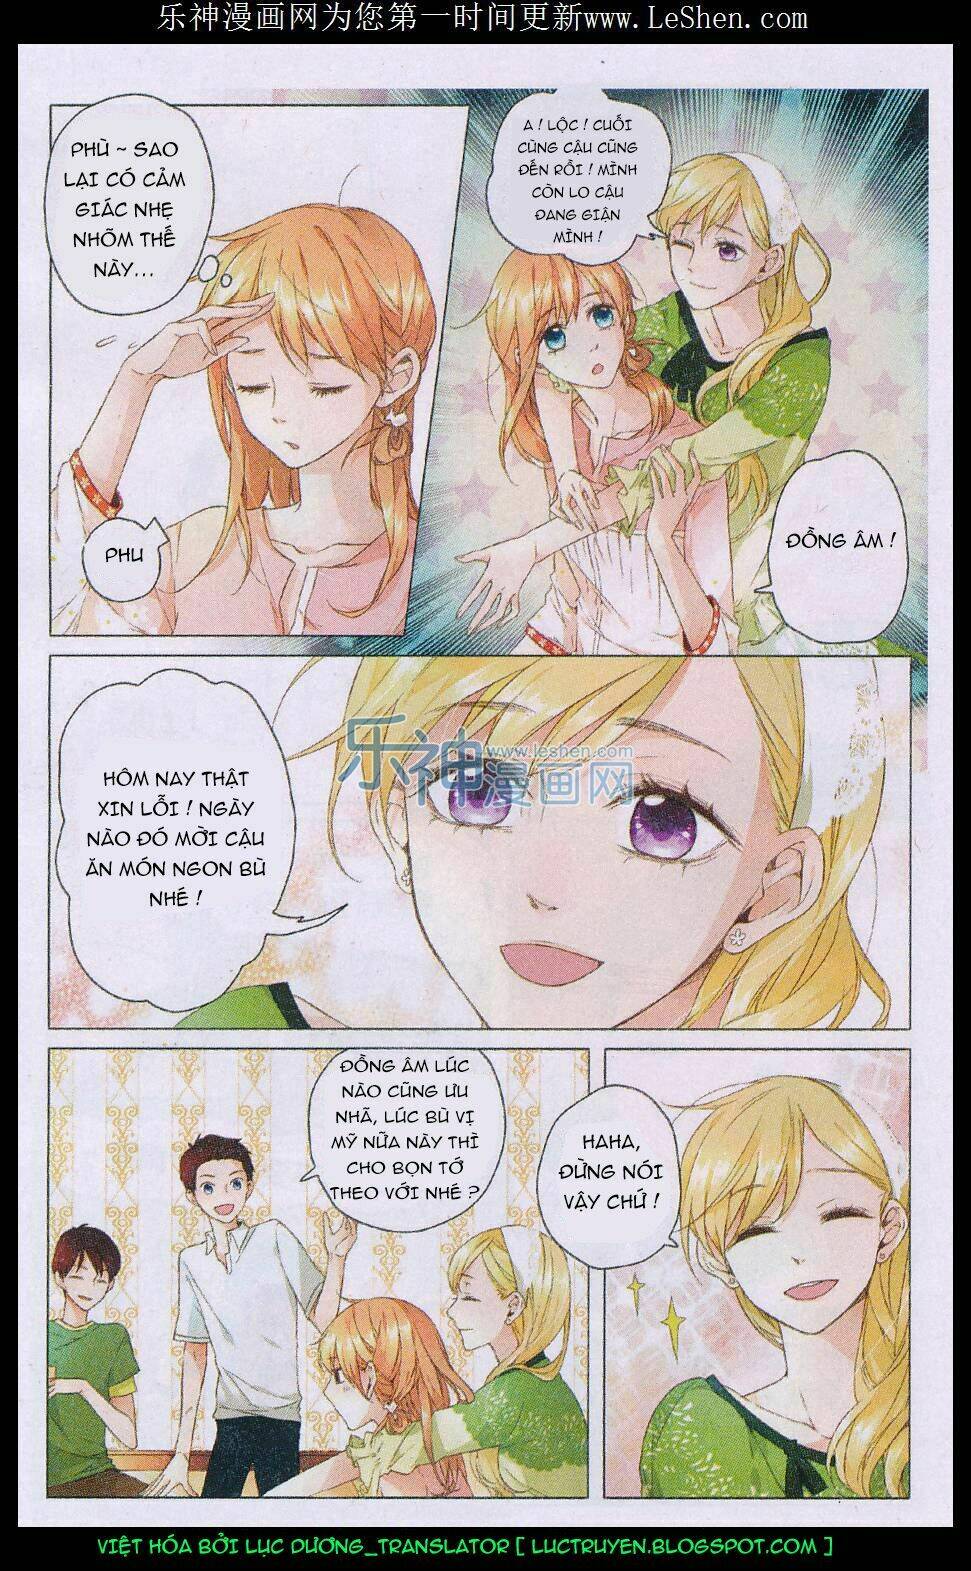 乐神漫画网为您第一时间更新www.LeShen.com
PHÙ ~ SAO
LẠI CÓ CẢM
GIÁC NHẸ
NHÕM THẾ
NÀY...
PHU
A ! LỘC ! CUỐI
CÙNG CẬU CŨNG
ĐẾN RỒI ! MÌNH
CÒN LO CẬU
ĐANG GIẬN
MÌNH !
ĐỒNG ÂM !
HÔM NAY THẬT
XIN LỖI ! NGÀY
NÀO ĐÓ MỜI CẬU
ĂN MÓN NGON BÙ
NHÉ !
乐神漫画网
www.leshen.com
ĐỒNG ÂM LÚC
NÀO CŨNG ƯU
NHÃ, LÚC BÙ VỊ
MỸ NỮA NÀY THÌ
CHO BỌN TỚ
THEO VỚI NHÉ ?
HAHA,
ĐỪNG NÓI
VẬY CHỨ !
VIỆT HÓA BỞI LỤC DƯƠNG_TRANSLATOR [ LUCTRUYEN.BLOGSPOT.COM ]